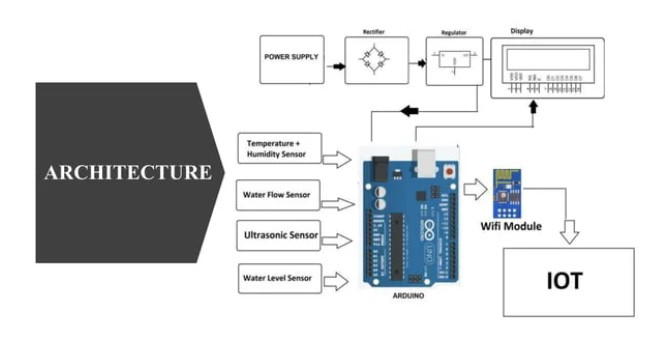 Rectifier
Regulator
Display
POWER SUPPLY
ARCHITECTURE
Temperature +
Humidity Sensor
Water Flow Sensor
Ultrasonic Sensor
Water Level Sensor
UNO
ARDUINO
Wifi Module
IOT